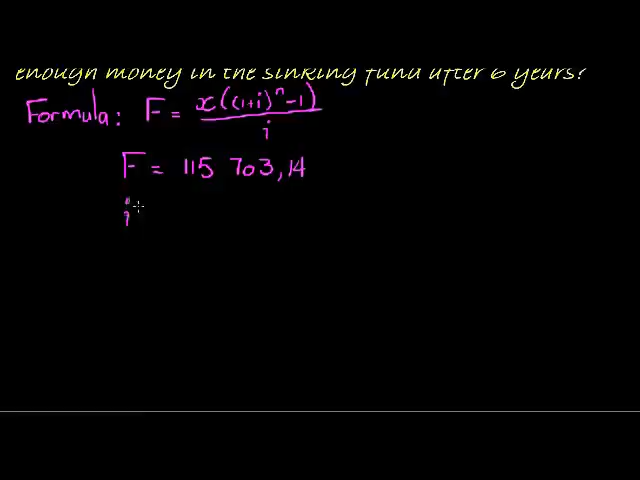 enough money in the sinking fund after 6 years?
Formula: F = x((1+i)^n -1) / i
F = 115 703,14
i